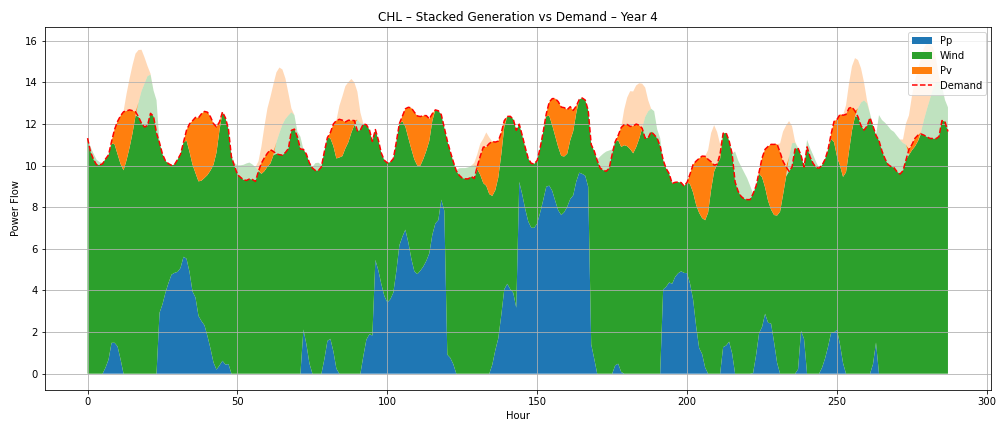 CHL – Stacked Generation vs Demand – Year 4
Pp
Wind
Pv
Demand
Power Flow
16
14
12
10
8
6
4
2
0
0 50 100 150 200 250 300
Hour